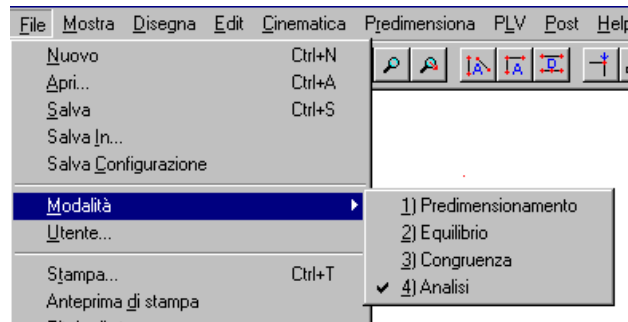 File Mostra Disegna Edit Cinematica Predimensiona PLV Post Help
Nuovo Ctrl+N
Apri... Ctrl+A
Salva Ctrl+S
Salva In...
Salva Configurazione
Modalità
Utente...
Stampa... Ctrl+T
Anteprima di stampa
1) Predimensionamento
2) Equilibrio
3) Congruenza
4) Analisi